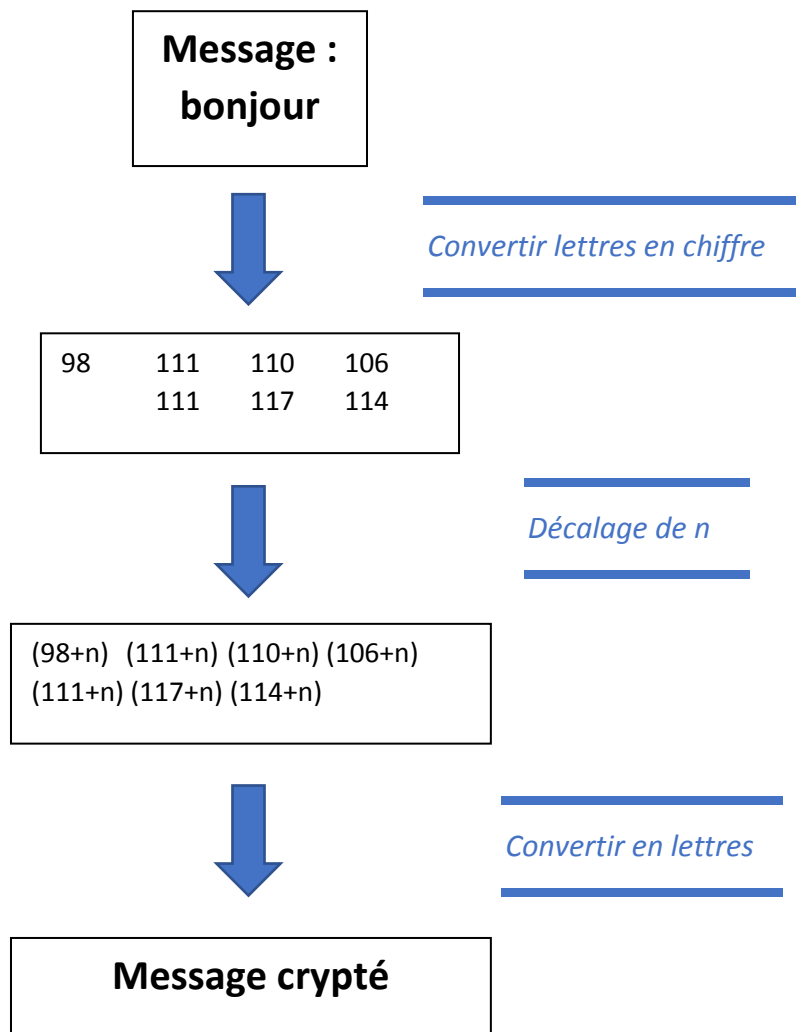 Message :
bonjour
Convertir lettres en chiffre
98 111 110 106
111 117 114
Décalage de n
(98+n) (111+n) (110+n) (106+n)
(111+n) (117+n) (114+n)
Convertir en lettres
Message crypté